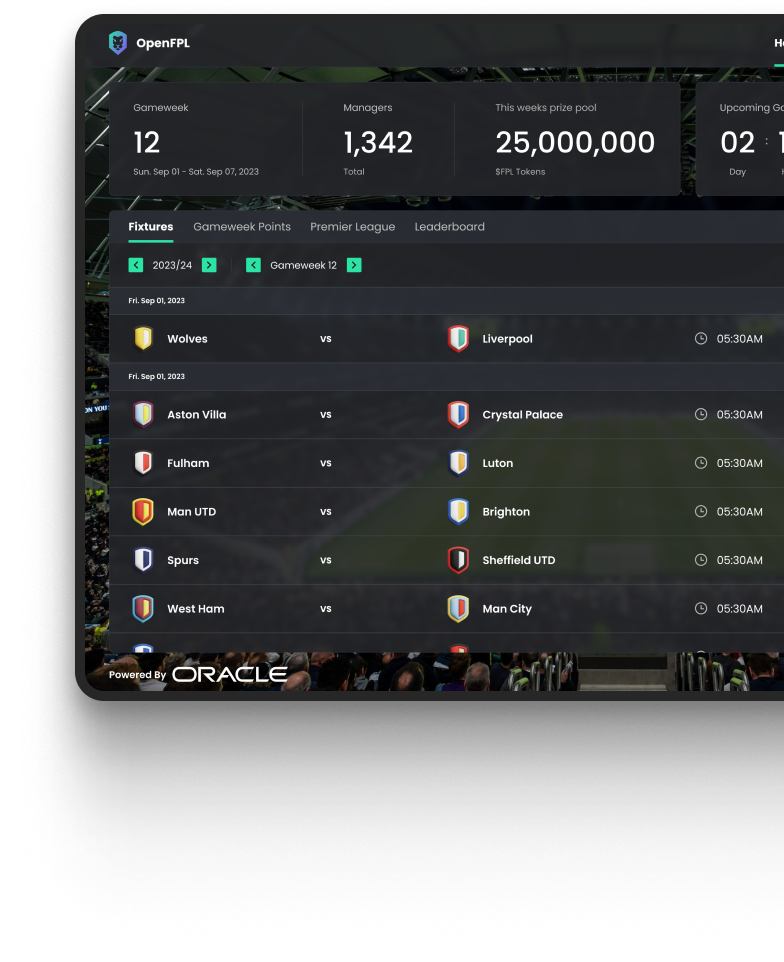 OpenFPL
Gameweek
12
Sun. Sep 01 - Sat. Sep 07, 2023
Managers
1,342
Total
This weeks prize pool
25,000,000
$FPL Tokens
02 :
Day
Fixtures Gameweek Points Premier League Leaderboard
2023/24 Gameweek 12
Fri. Sep 01, 2023
Wolves vs Liverpool 05:30AM
Fri. Sep 01, 2023
Aston Villa vs Crystal Palace 05:30AM
Fulham vs Luton 05:30AM
Man UTD vs Brighton 05:30AM
Spurs vs Sheffield UTD 05:30AM
West Ham vs Man City 05:30AM
ON YOU
Powered By ORACLE